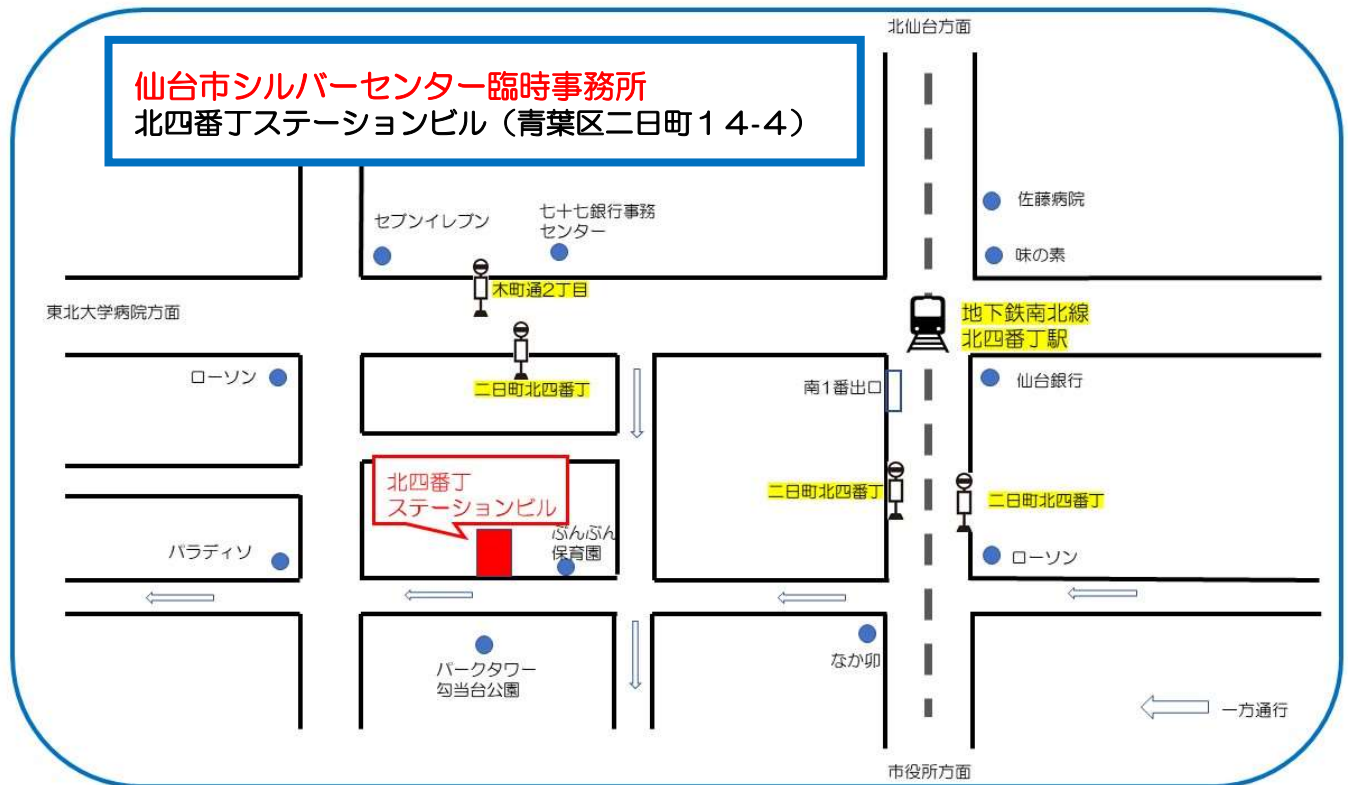 北仙台方面
仙台市シルバーセンター臨時事務所
北四番丁ステーションビル（青葉区二日町１４-４）
セブンイレブン
七十七銀行事務
センター
佐藤病院
味の素
木町通2丁目
東北大学病院方面
地下鉄南北線
北四番丁駅
二日町北四番丁
ローソン
南1番出口
仙台銀行
北四番丁
ステーションビル
二日町北四番丁
二日町北四番丁
ぶんぶん
保育園
パラディソ
ローソン
パークタワー
勾当台公園
なか卯
一方通行
市役所方面